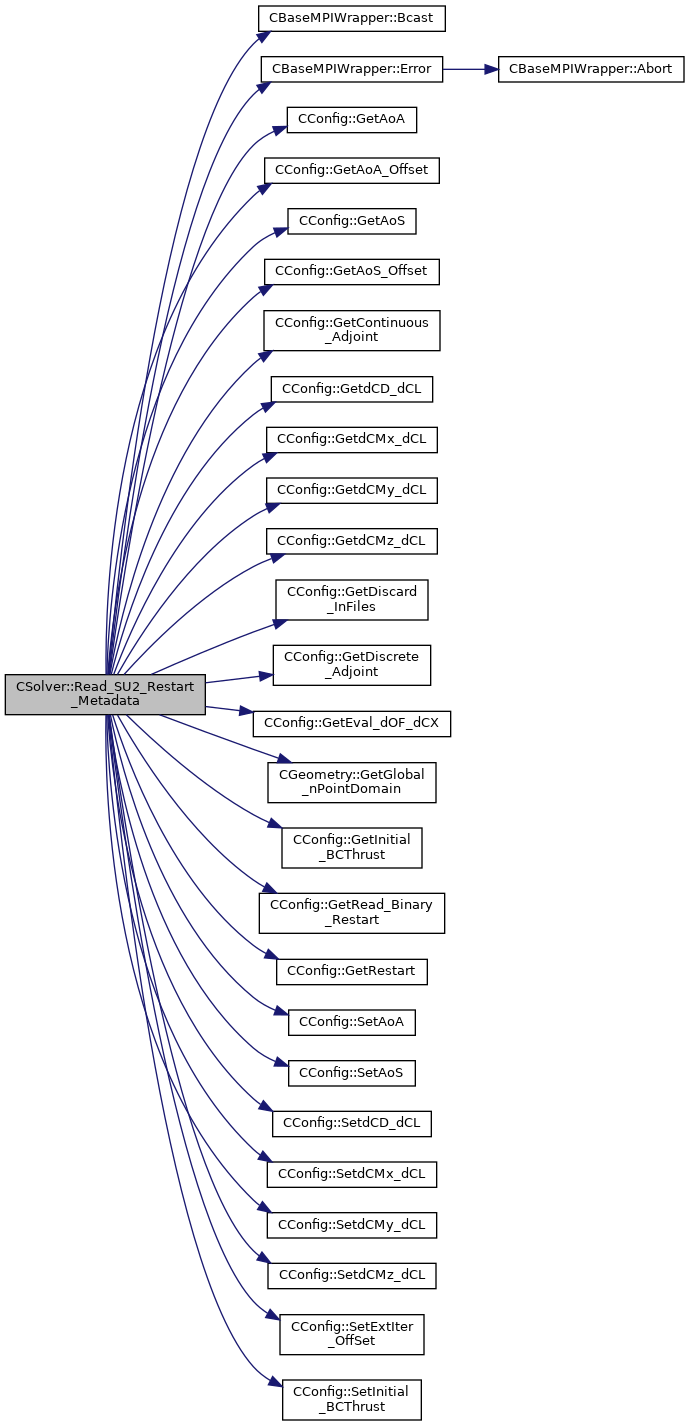 CBaseMPIWrapper::Bcast
CBaseMPIWrapper::Error
CBaseMPIWrapper::Abort
CConfig::GetAoA
CConfig::GetAoA_Offset
CConfig::GetAoS
CConfig::GetAoS_Offset
CConfig::GetContinuous
_Adjoint
CConfig::GetdCD_dCL
CConfig::GetdCMx_dCL
CConfig::GetdCMy_dCL
CConfig::GetdCMz_dCL
CConfig::GetDiscard
_InFiles
CConfig::GetDiscrete
_Adjoint
CSolver::Read_SU2_Restart
_Metadata
CConfig::GetEval_dOF_dCX
CGeometry::GetGlobal
_nPointDomain
CConfig::GetInitial
_BCThrust
CConfig::GetRead_Binary
_Restart
CConfig::GetRestart
CConfig::SetAoA
CConfig::SetAoS
CConfig::SetdCD_dCL
CConfig::SetdCMx_dCL
CConfig::SetdCMy_dCL
CConfig::SetdCMz_dCL
CConfig::SetExtIter
_OffSet
CConfig::SetInitial
_BCThrust